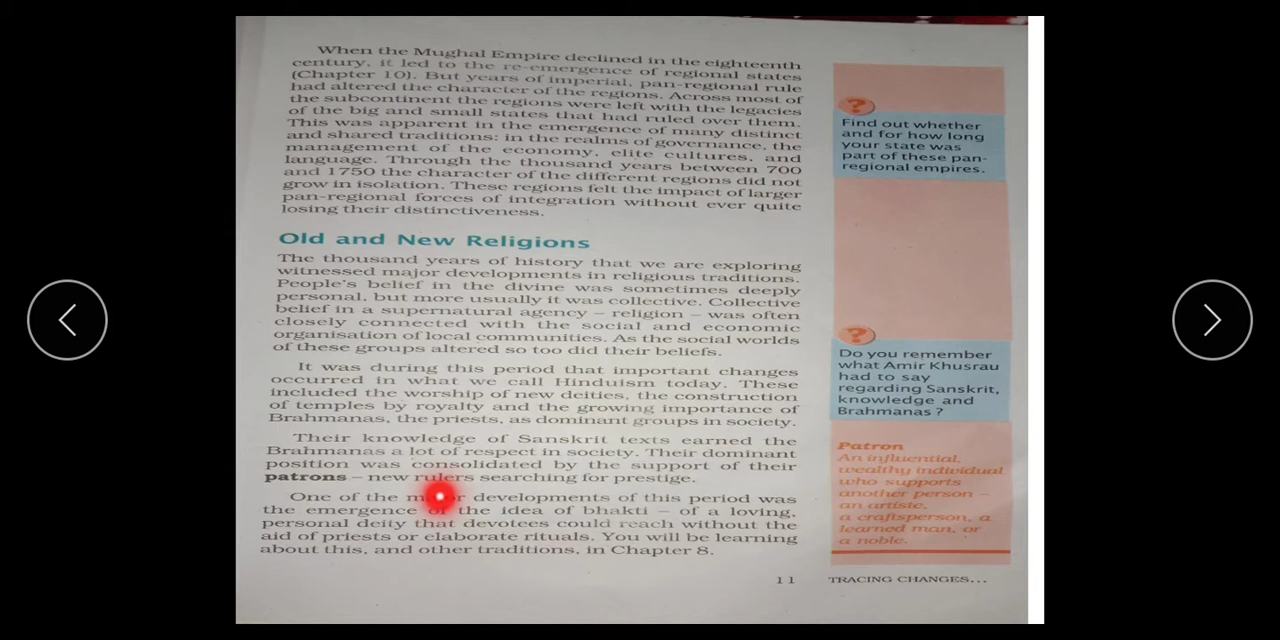 When the Mughal Empire declined in the eighteenth
century, it led to the re-emergence of regional states
(Chapter 10). But years of imperial, pan-regional rule
had altered the character of the regions. Across most of
the subcontinent the regions were left with the legacies
of the big and small states that had ruled over them.
This was apparent in the emergence of many distinct
and shared traditions: in the realms of governance, the
management of the economy, elite cultures, and
language. Through the thousand years between 700
and 1750 the character of the different regions did not
grow in isolation. These regions felt the impact of larger
pan-regional forces of integration without ever quite
losing their distinctiveness.
Old and New Religions
The thousand years of history that we are exploring
witnessed major developments in religious traditions.
People's belief in the divine was sometimes deeply
personal, but more usually it was collective. Collective
belief in a supernatural agency – religion – was often
closely connected with the social and economic
organisation of local communities. As the social worlds
of these groups altered so too did their beliefs.
It was during this period that important changes
occurred in what we call Hinduism today. These
included the worship of new deities, the construction
of temples by royalty and the growing importance of
Brahmanas, the priests, as dominant groups in society.
Their knowledge of Sanskrit texts earned the
Brahmanas a lot of respect in society. Their dominant
position was consolidated by the support of their
patrons – new rulers searching for prestige.
One of the major developments of this period was
the emergence of the idea of bhakti – of a loving,
personal deity that devotees could reach without the
aid of priests or elaborate rituals. You will be learning
about this, and other traditions, in Chapter 8.
?
Find out whether
and for how long
your state was
part of these pan-
regional empires.
?
Do you remember
what Amir Khusrau
had to say
regarding Sanskrit,
knowledge and
Brahmanas ?
Patron
An influential,
wealthy individual
who supports
another person –
an artiste,
a craftsperson, a
learned man, or
a noble.
11 TRACING CHANGES...